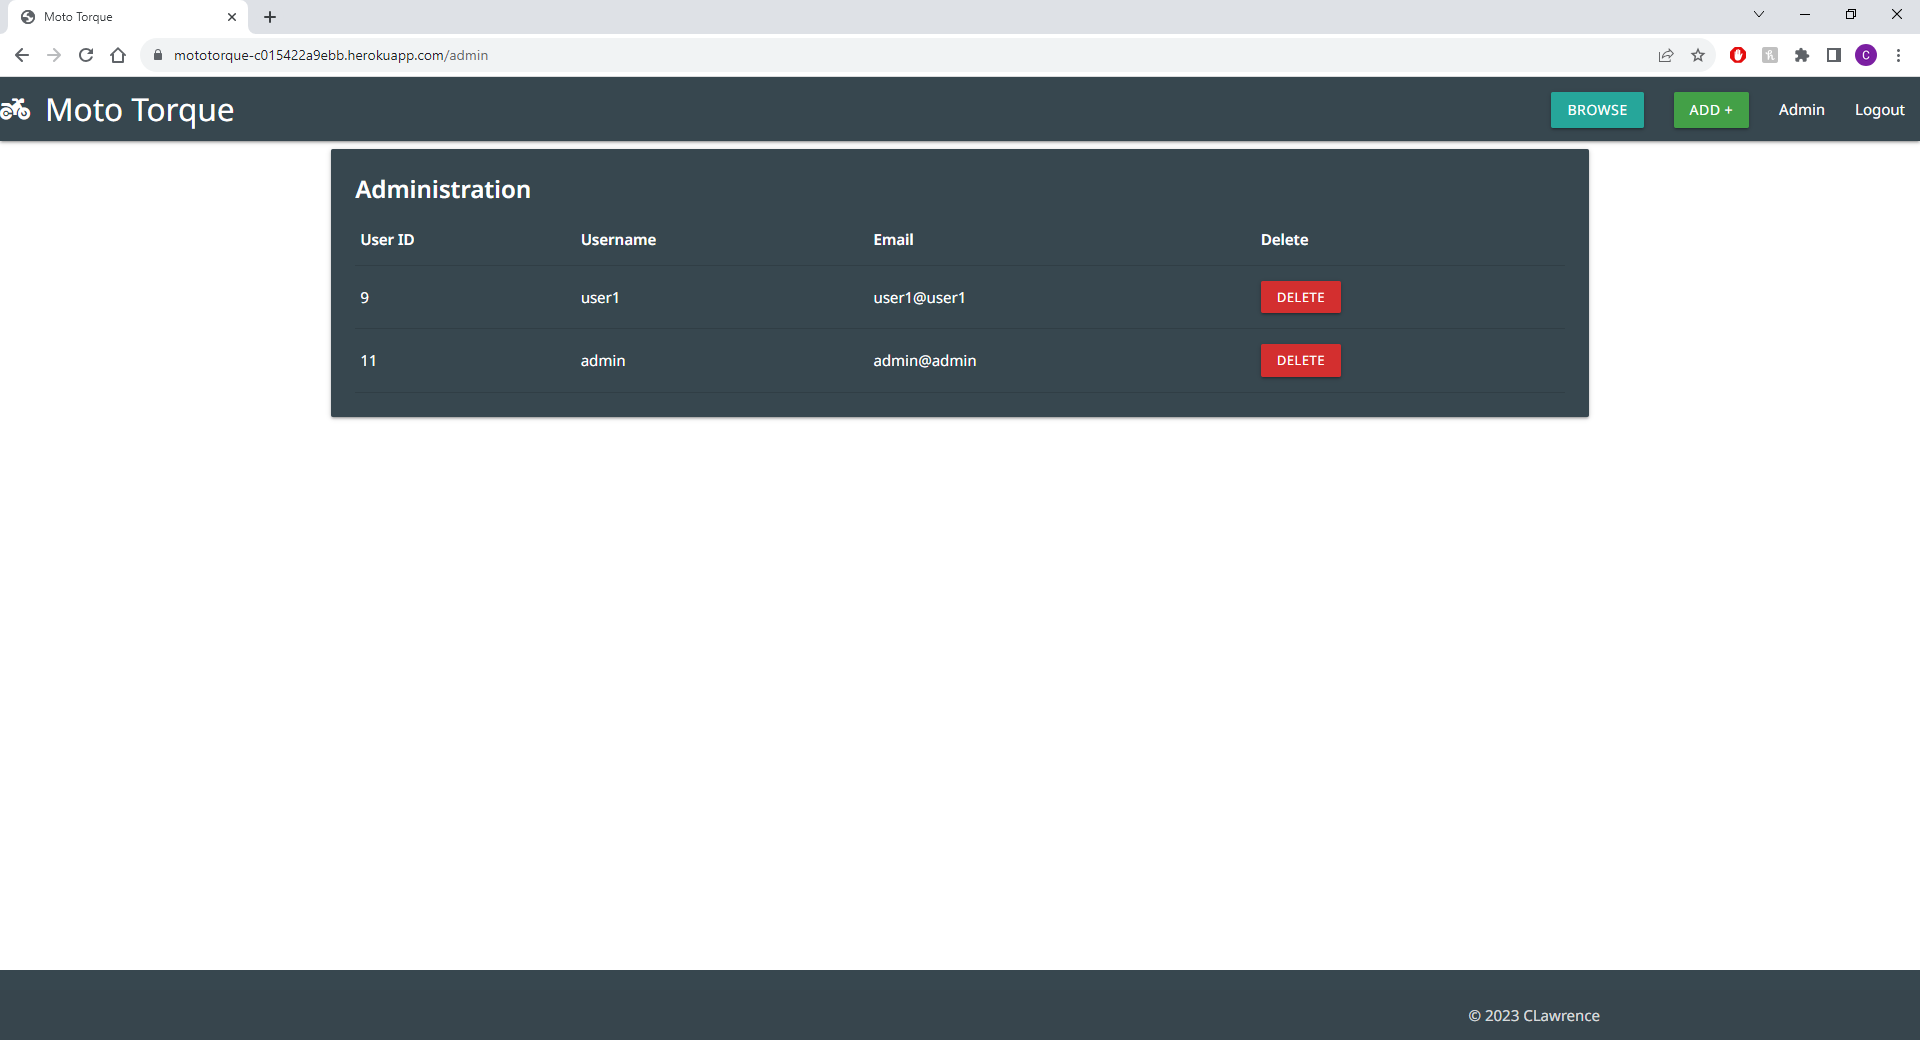 Moto Torque
mototorque-c015422a9ebb.herokuapp.com/admin
C
Moto Torque
BROWSE
ADD +
Admin
Logout
Administration
User ID Username Email Delete
9 user1 user1@user1 DELETE
11 admin admin@admin DELETE
© 2023 CLawrence